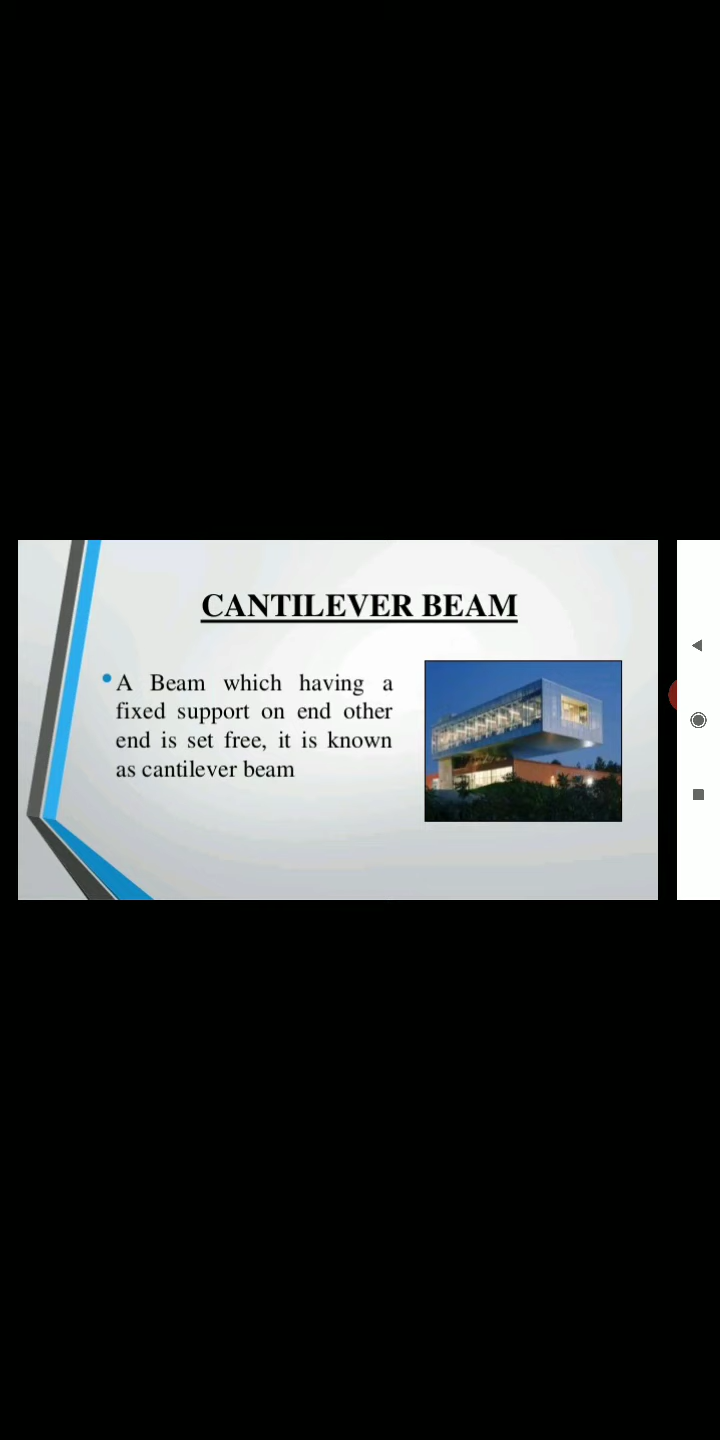 CANTILEVER BEAM
A Beam which having a
fixed support on end other
end is set free, it is known
as cantilever beam